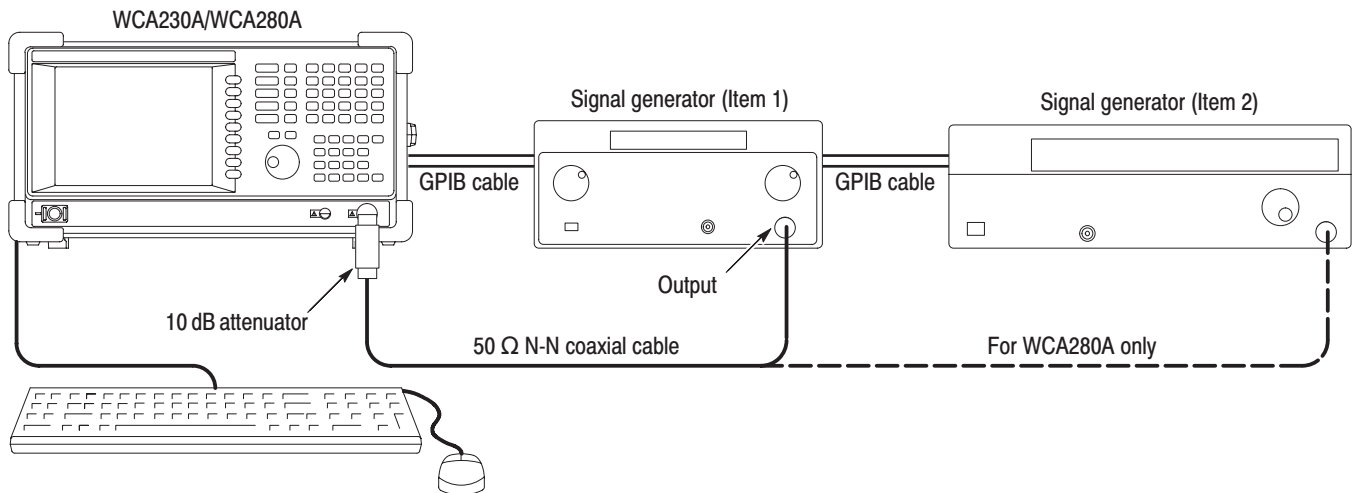 WCA230A/WCA280A
Signal generator (Item 1)
Signal generator (Item 2)
GPIB cable
GPIB cable
Output
10 dB attenuator
50 Ω N-N coaxial cable
For WCA280A only